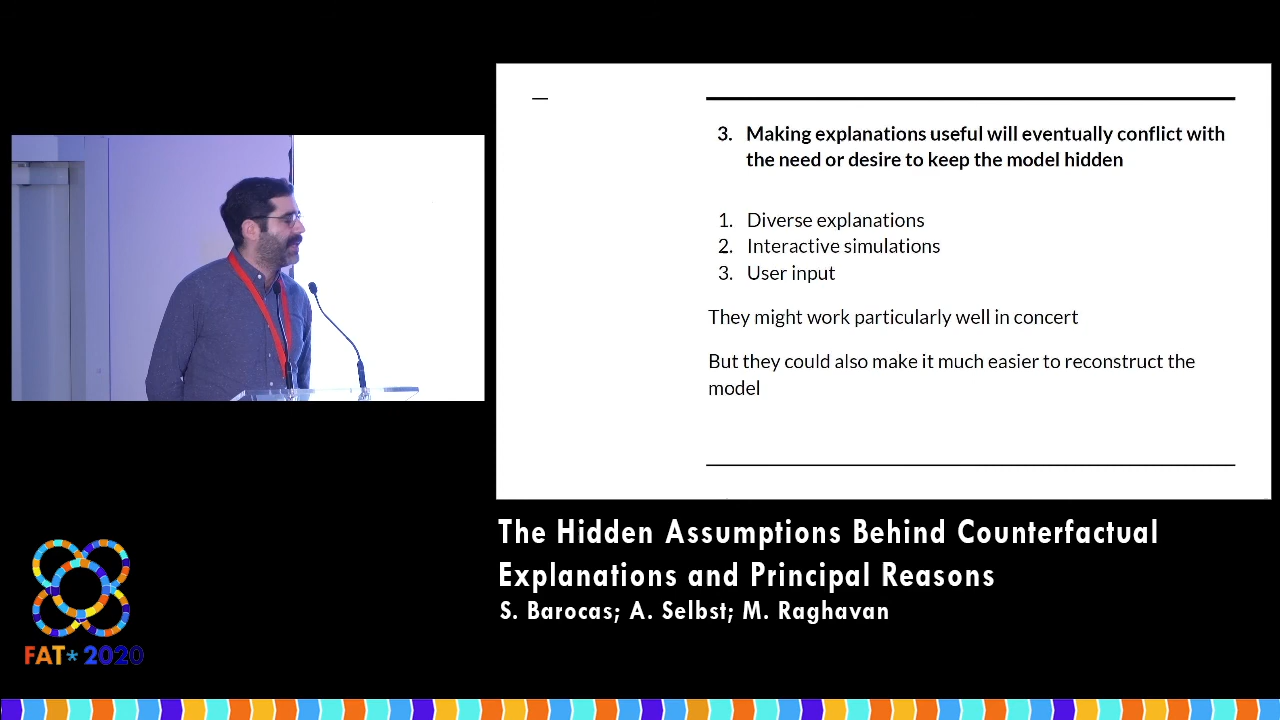 —
3. Making explanations useful will eventually conflict with
the need or desire to keep the model hidden
1. Diverse explanations
2. Interactive simulations
3. User input
They might work particularly well in concert
But they could also make it much easier to reconstruct the
model
The Hidden Assumptions Behind Counterfactual
Explanations and Principal Reasons
S. Barocas; A. Selbst; M. Raghavan
FAT* 2020